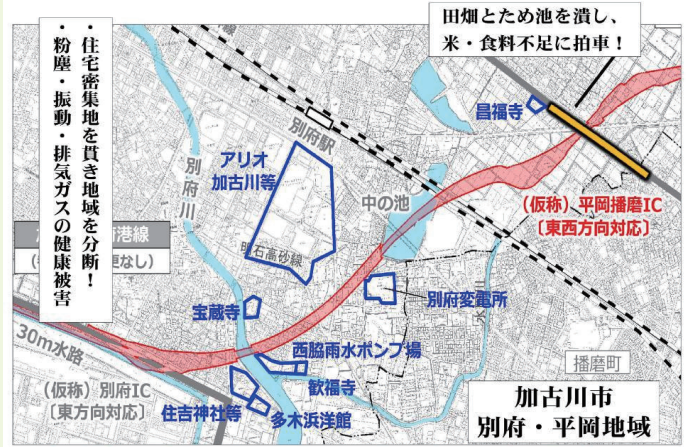 ・住宅密集地を貫き地域を分断！
・粉塵・振動・排気ガスの健康被害
田畑とため池を潰し、
米・食料不足に拍車！
昌福寺
別府駅
別府川
アリオ
加古川等
中の池
（仮称）平岡播磨IC
〔東西方向対応〕
港線
明石高砂線
別府変電所
宝蔵寺
30m水路
西脇雨水ポンプ場
播磨町
（仮称）別府IC
〔東方向対応〕
歓福寺
住吉神社等
多木浜洋館
加古川市
別府・平岡地域